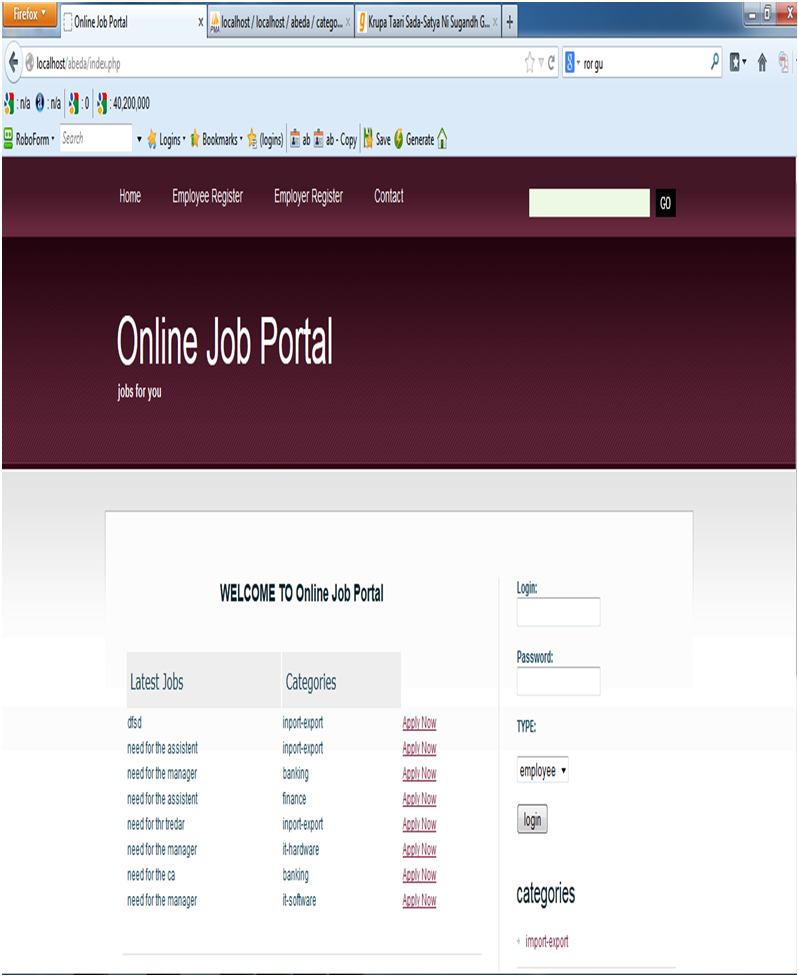 Firefox
Online Job Portal x
localhost / localhost / abeda / catego... x
Krupa Taari Sada-Satya Ni Sugandh G... x
+
localhost/abeda/index.php
ror gu
: n/a : n/a : 0 : 40,200,000
RoboForm Search Logins Bookmarks (logins) ab ab - Copy Save Generate
Home Employee Register Employer Register Contact GO
Online Job Portal
jobs for you
WELCOME TO Online Job Portal
Latest Jobs Categories
dfsd inport-export Apply Now
need for the assistent inport-export Apply Now
need for the manager banking Apply Now
need for the assistent finance Apply Now
need for thr tredar inport-export Apply Now
need for the manager it-hardware Apply Now
need for the ca banking Apply Now
need for the manager it-software Apply Now
Login:
Password:
TYPE:
employee
login
categories
import-export